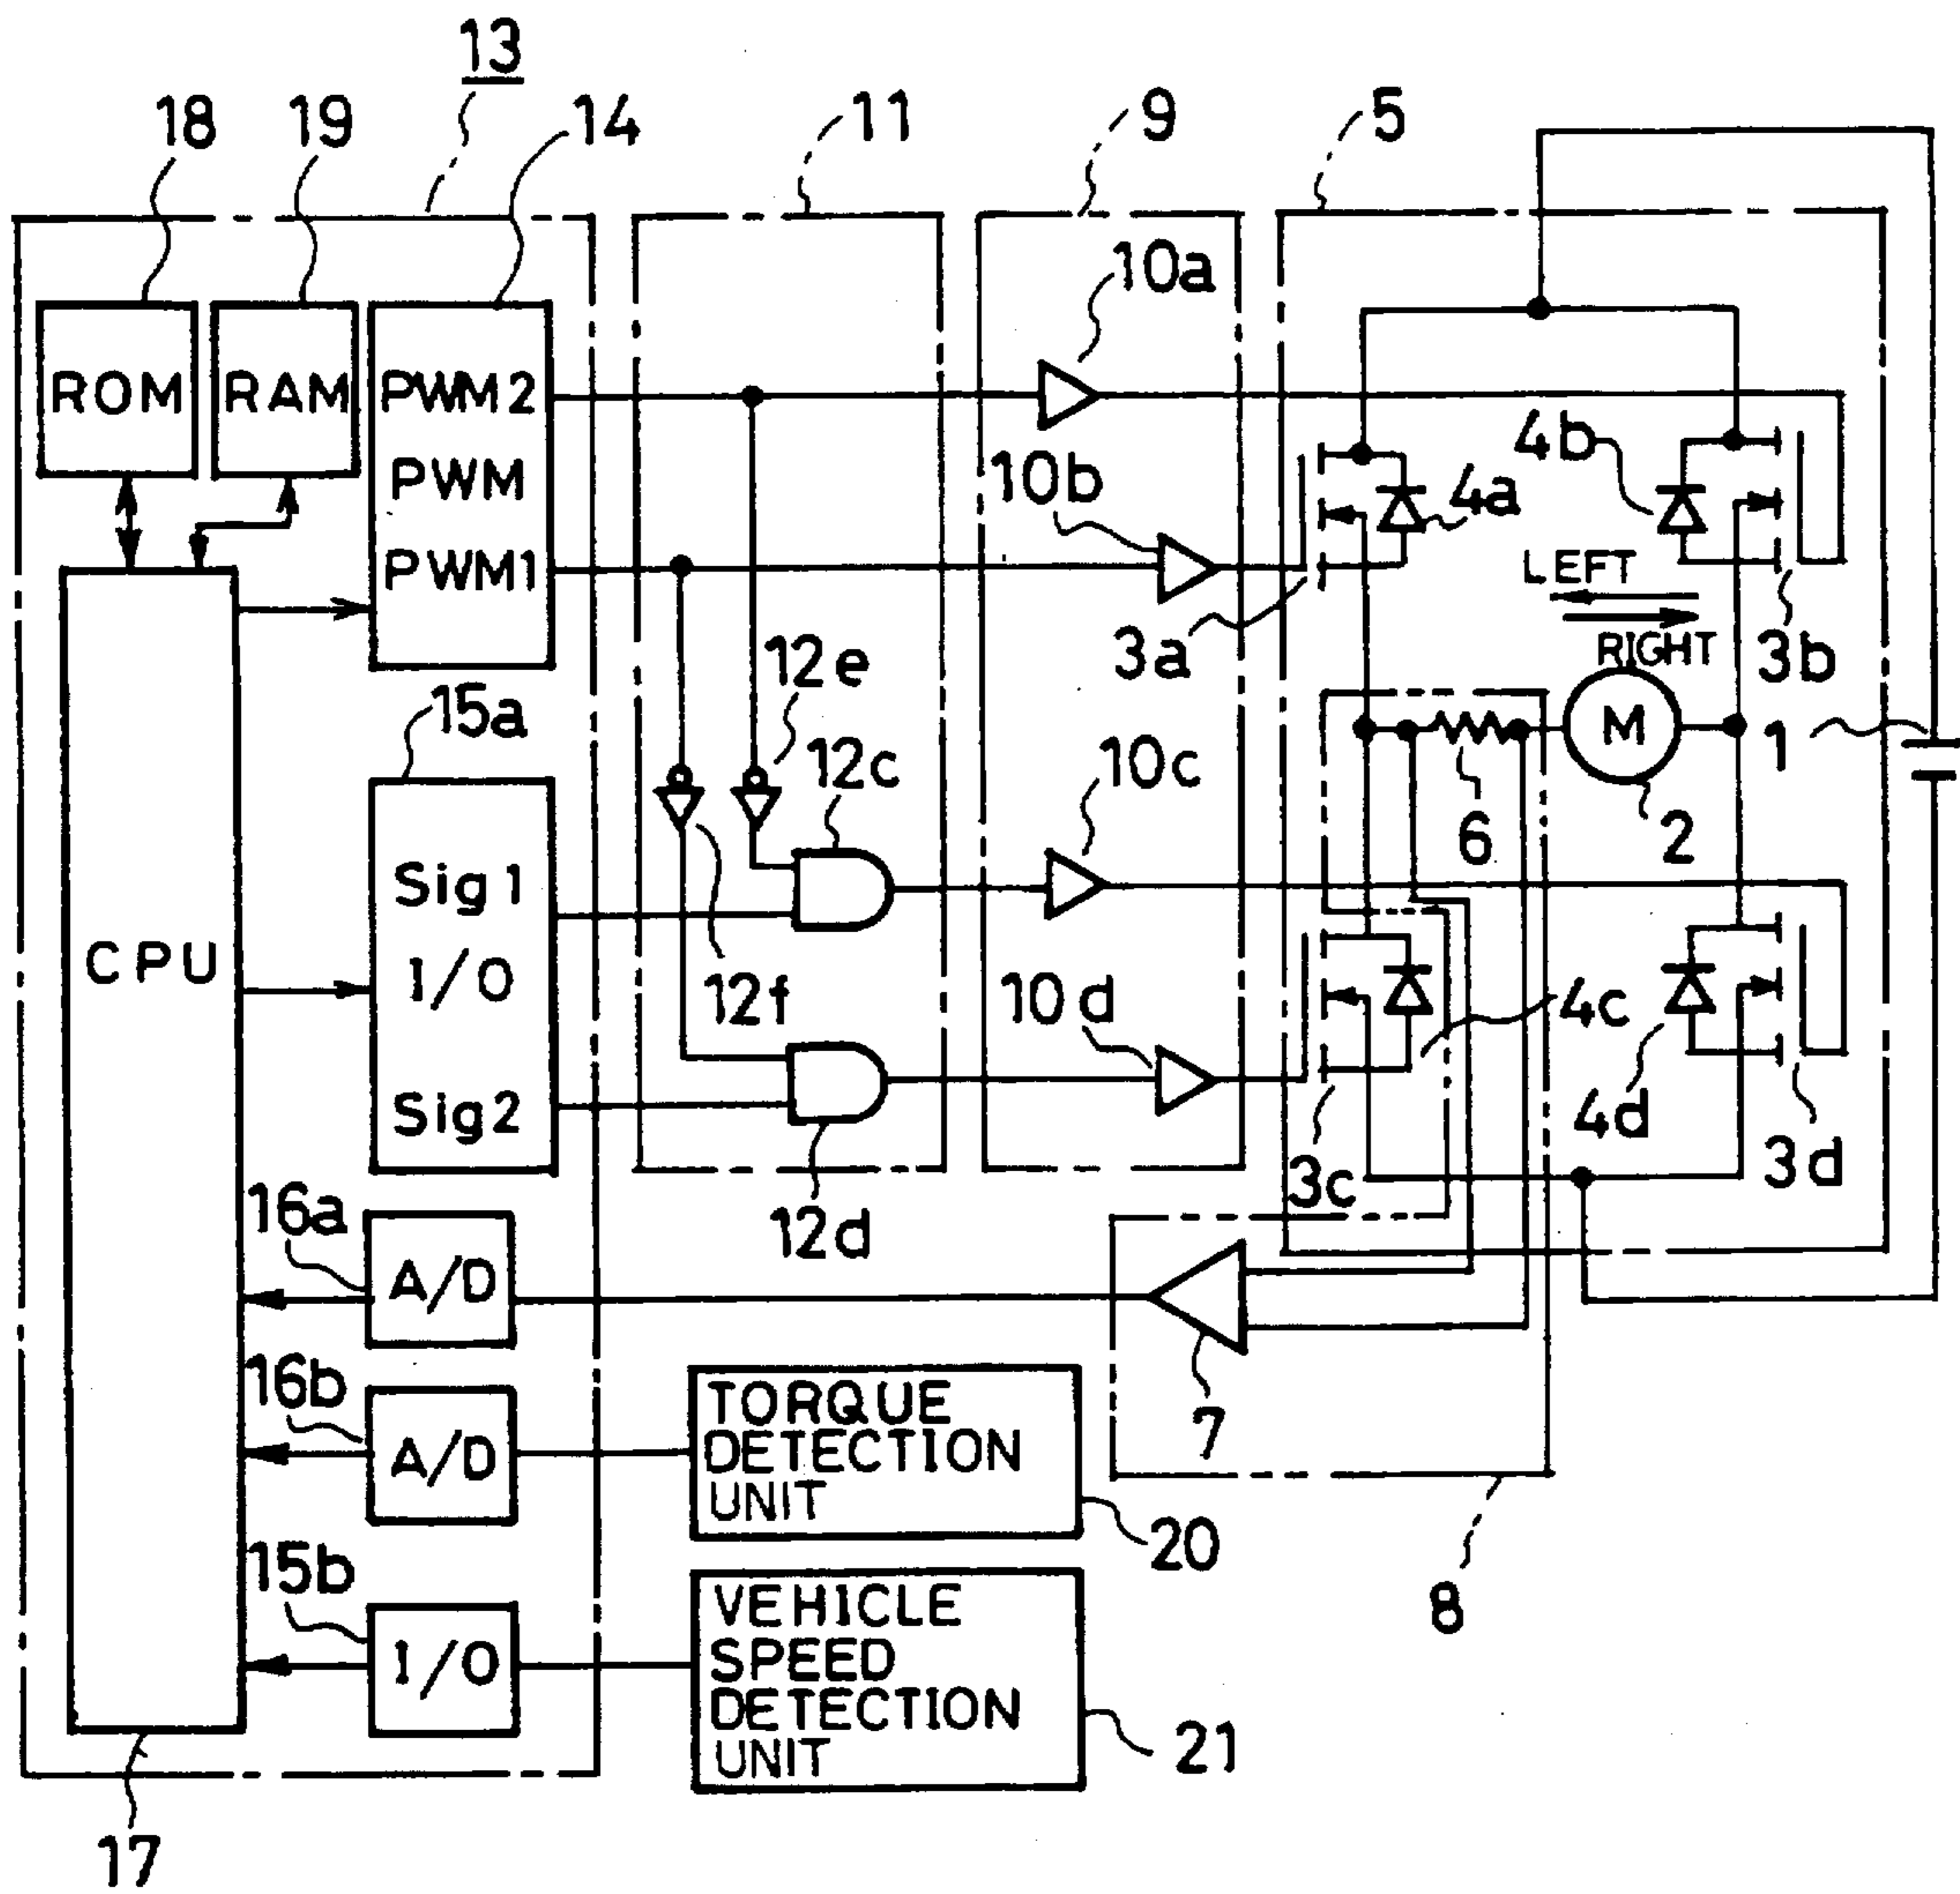 13
18 19 14 11 9 5
10a
ROM RAM PWM2
PWM
PWM1
10b 4a 4b
LEFT
RIGHT
3a 3b
12e
15a
12c 10c
M
1
6 2
Sig 1
CPU
I/O
12f 10d 4c
Sig2
4d
3c 3d
12d
16a
A/D
7
16b
A/D
TORQUE
DETECTION
UNIT
20
8
15b
I/O
VEHICLE
SPEED
DETECTION
UNIT
21
17